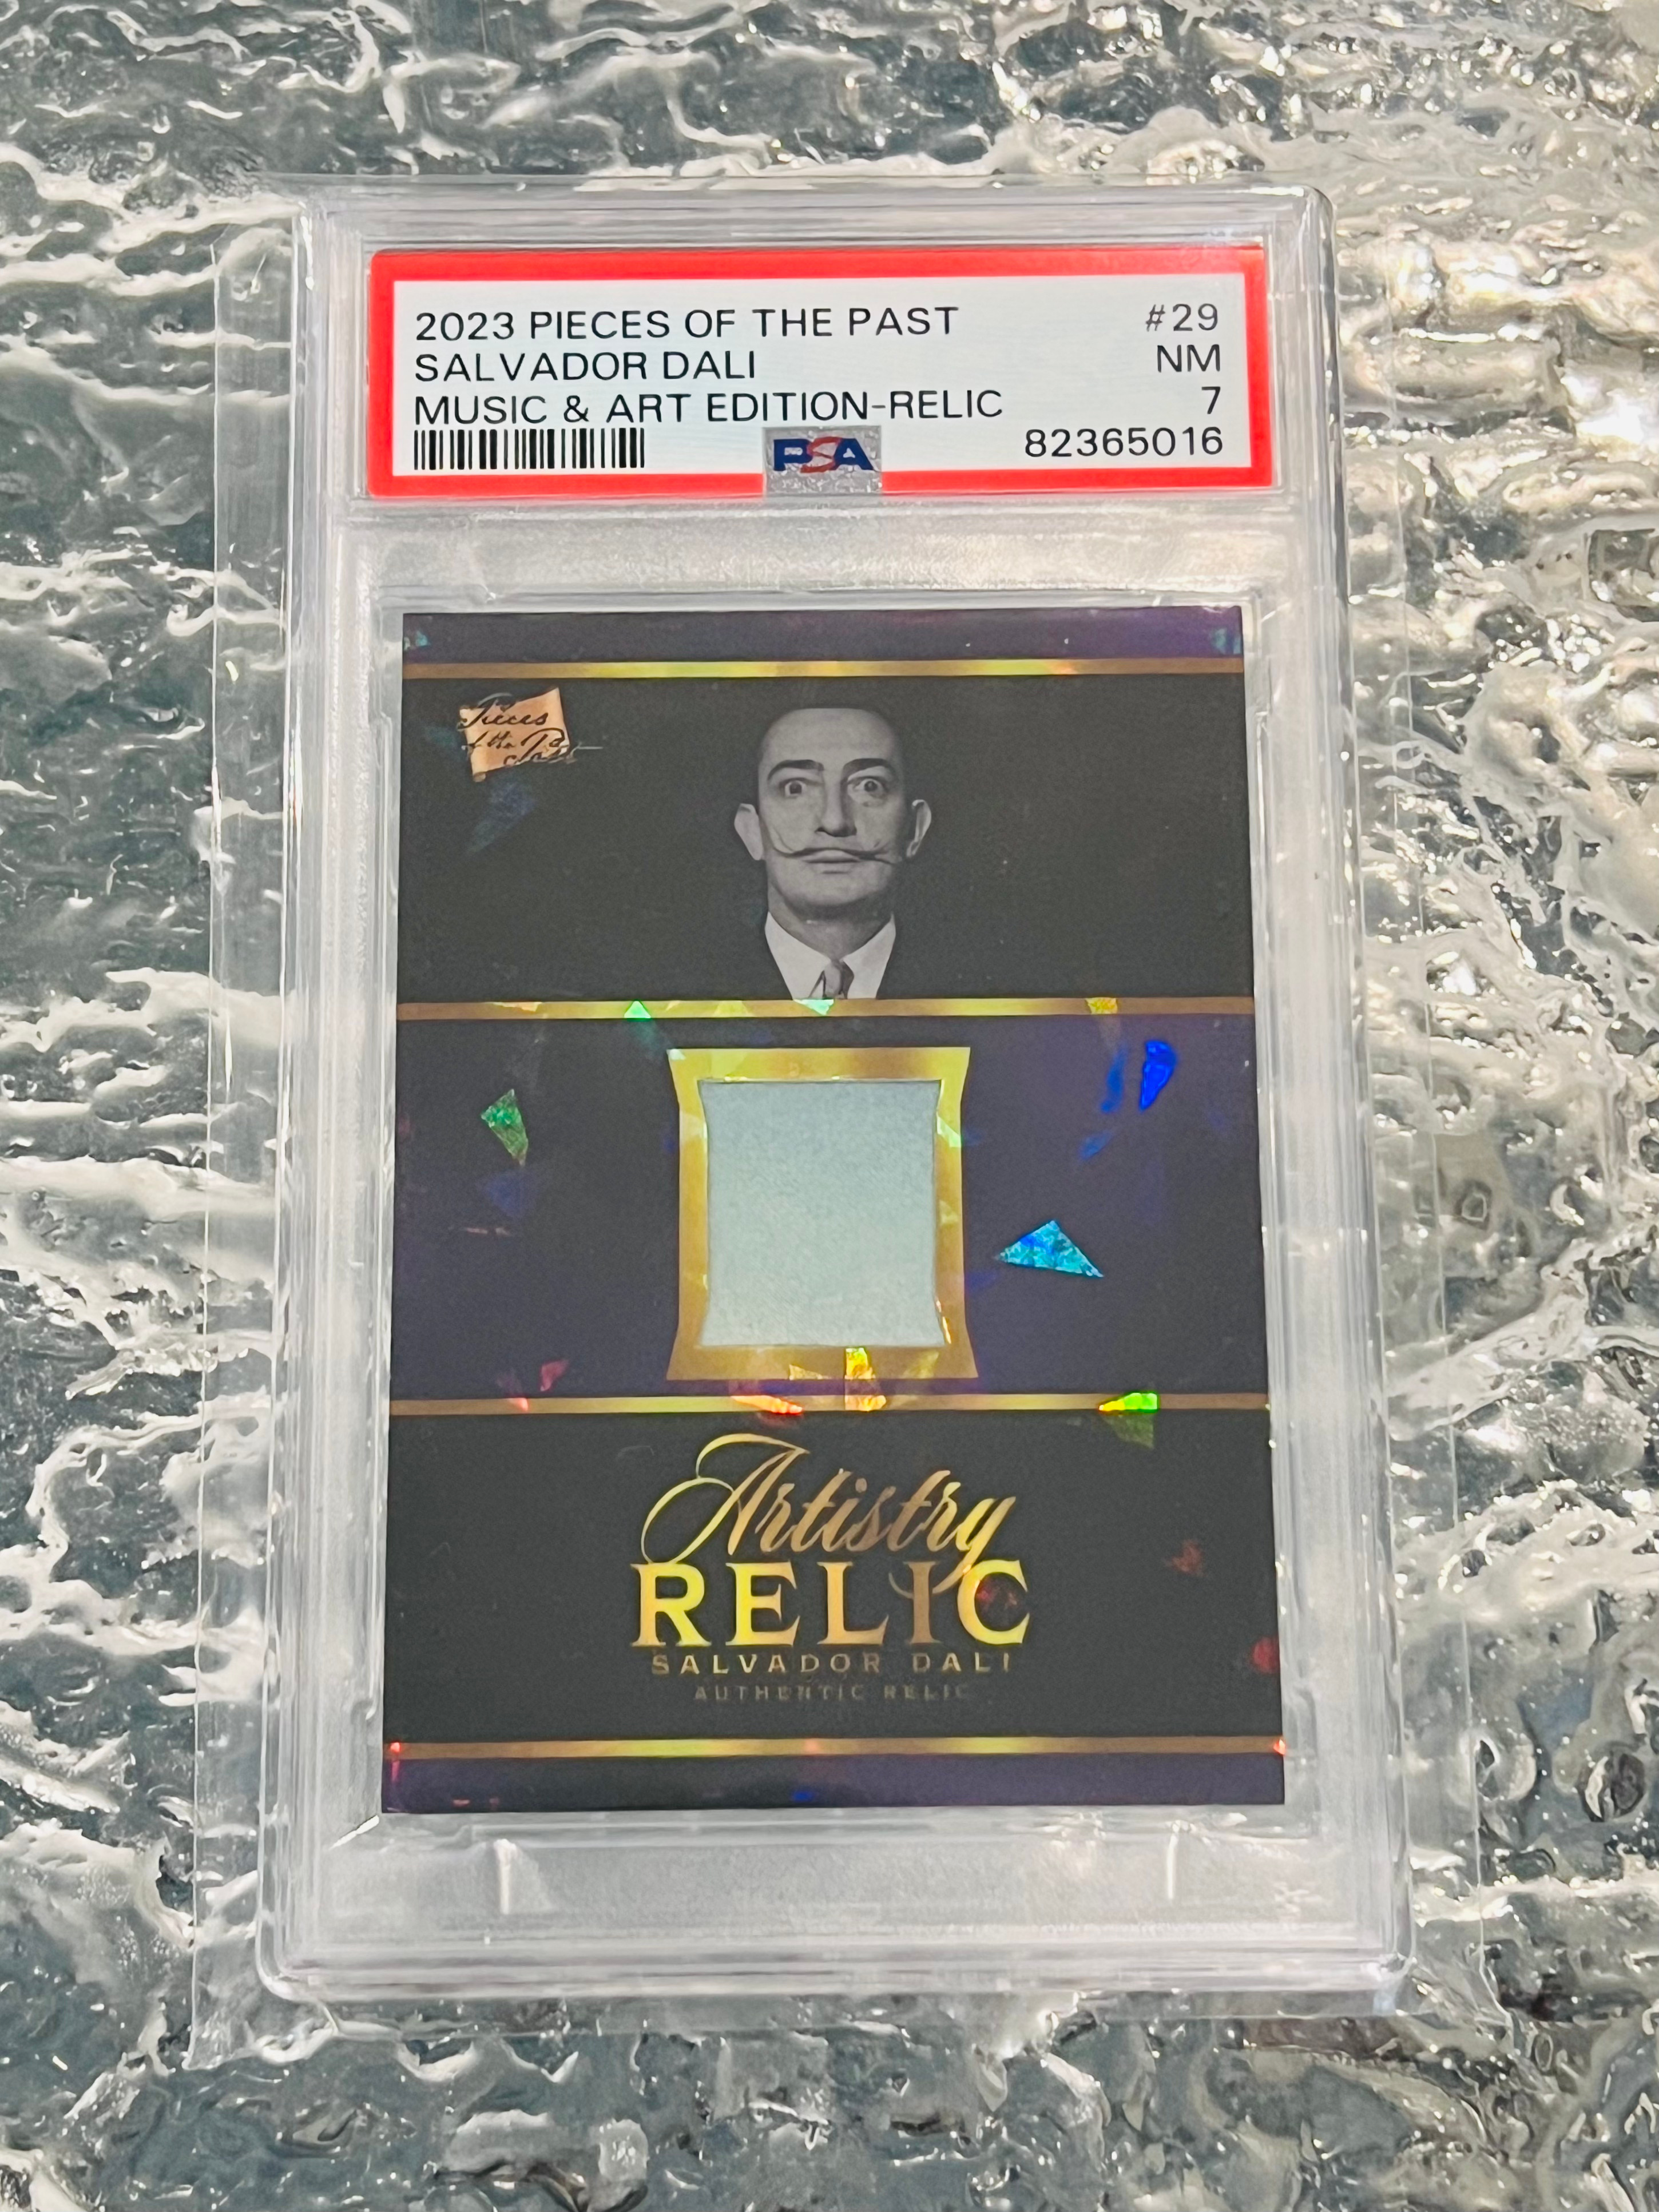 2023 PIECES OF THE PAST #29
SALVADOR DALI NM
MUSIC & ART EDITION-RELIC 7
PSA 82365016
Pieces
of the Past
Artistry
RELIC
SALVADOR DALI
AUTHENTIC RELIC